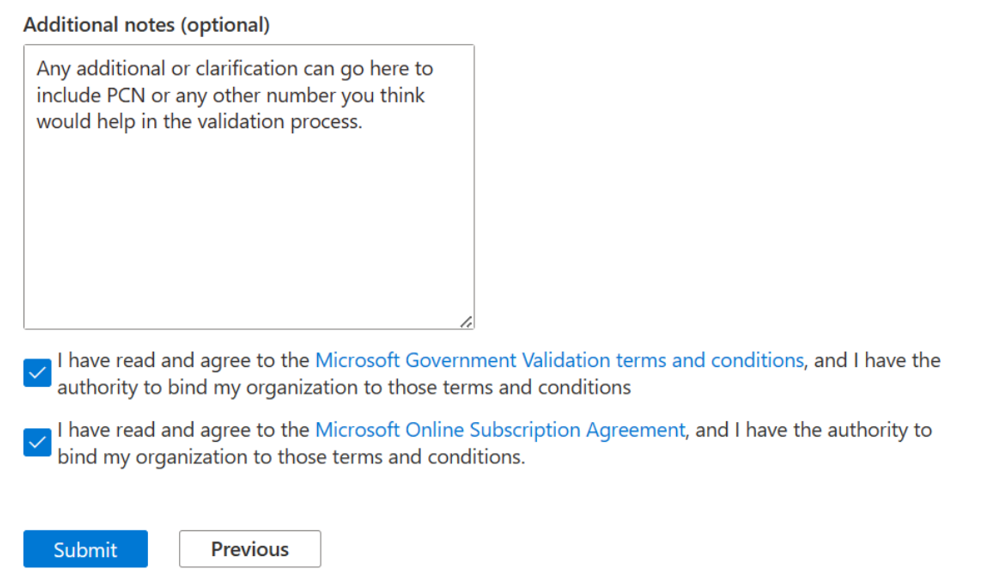 Additional notes (optional)
Any additional or clarification can go here to
include PCN or any other number you think
would help in the validation process.
I have read and agree to the Microsoft Government Validation terms and conditions, and I have the
authority to bind my organization to those terms and conditions
I have read and agree to the Microsoft Online Subscription Agreement, and I have the authority to
bind my organization to those terms and conditions.
Submit
Previous